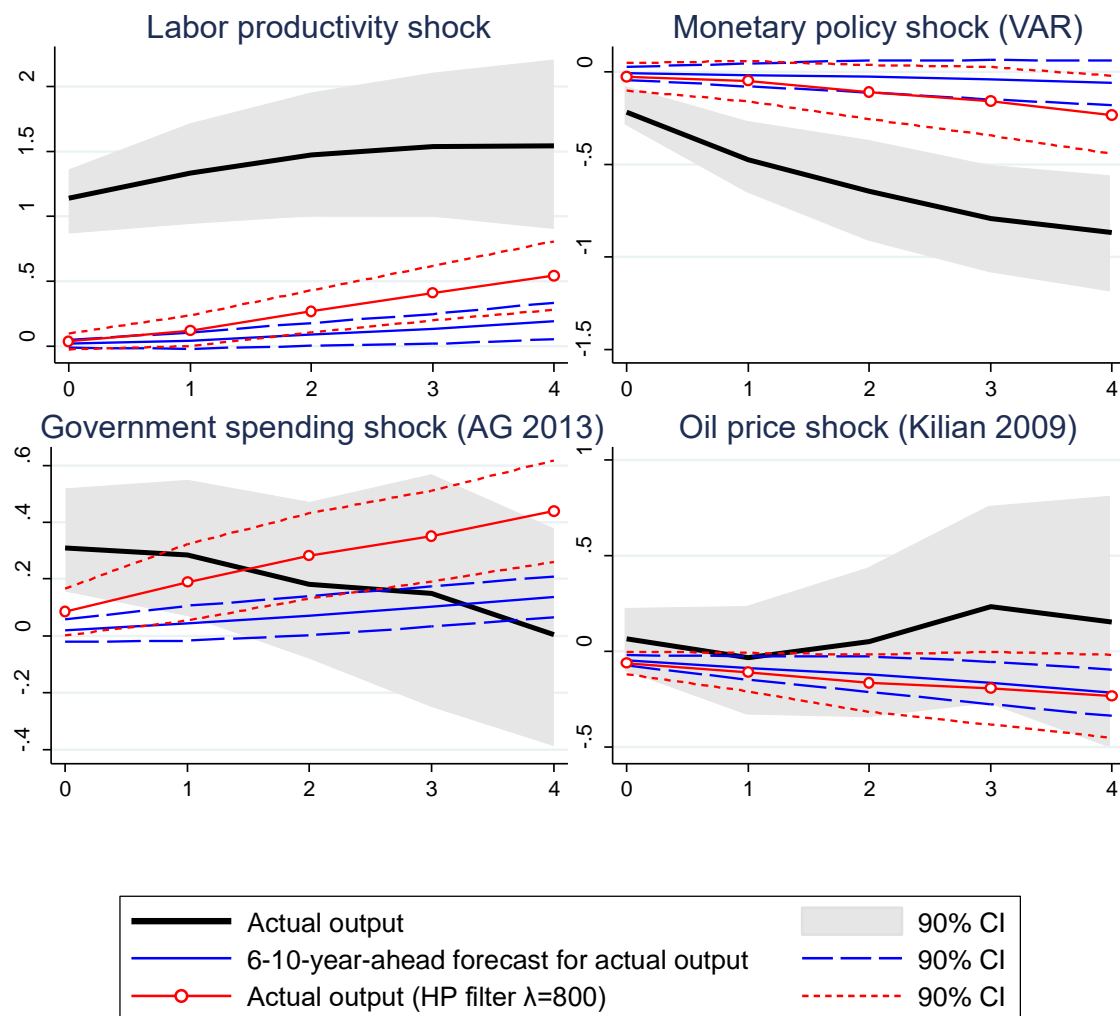 Labor productivity shock
2
1.5
1
.5
0
0 1 2 3 4
Monetary policy shock (VAR)
0
-.5
-1
-1.5
0 1 2 3 4
Government spending shock (AG 2013)
.6
.4
.2
0
-.2
-.4
0 1 2 3 4
Oil price shock (Kilian 2009)
1
.5
0
-.5
0 1 2 3 4
Actual output 90% CI
6-10-year-ahead forecast for actual output 90% CI
Actual output (HP filter λ=800) 90% CI